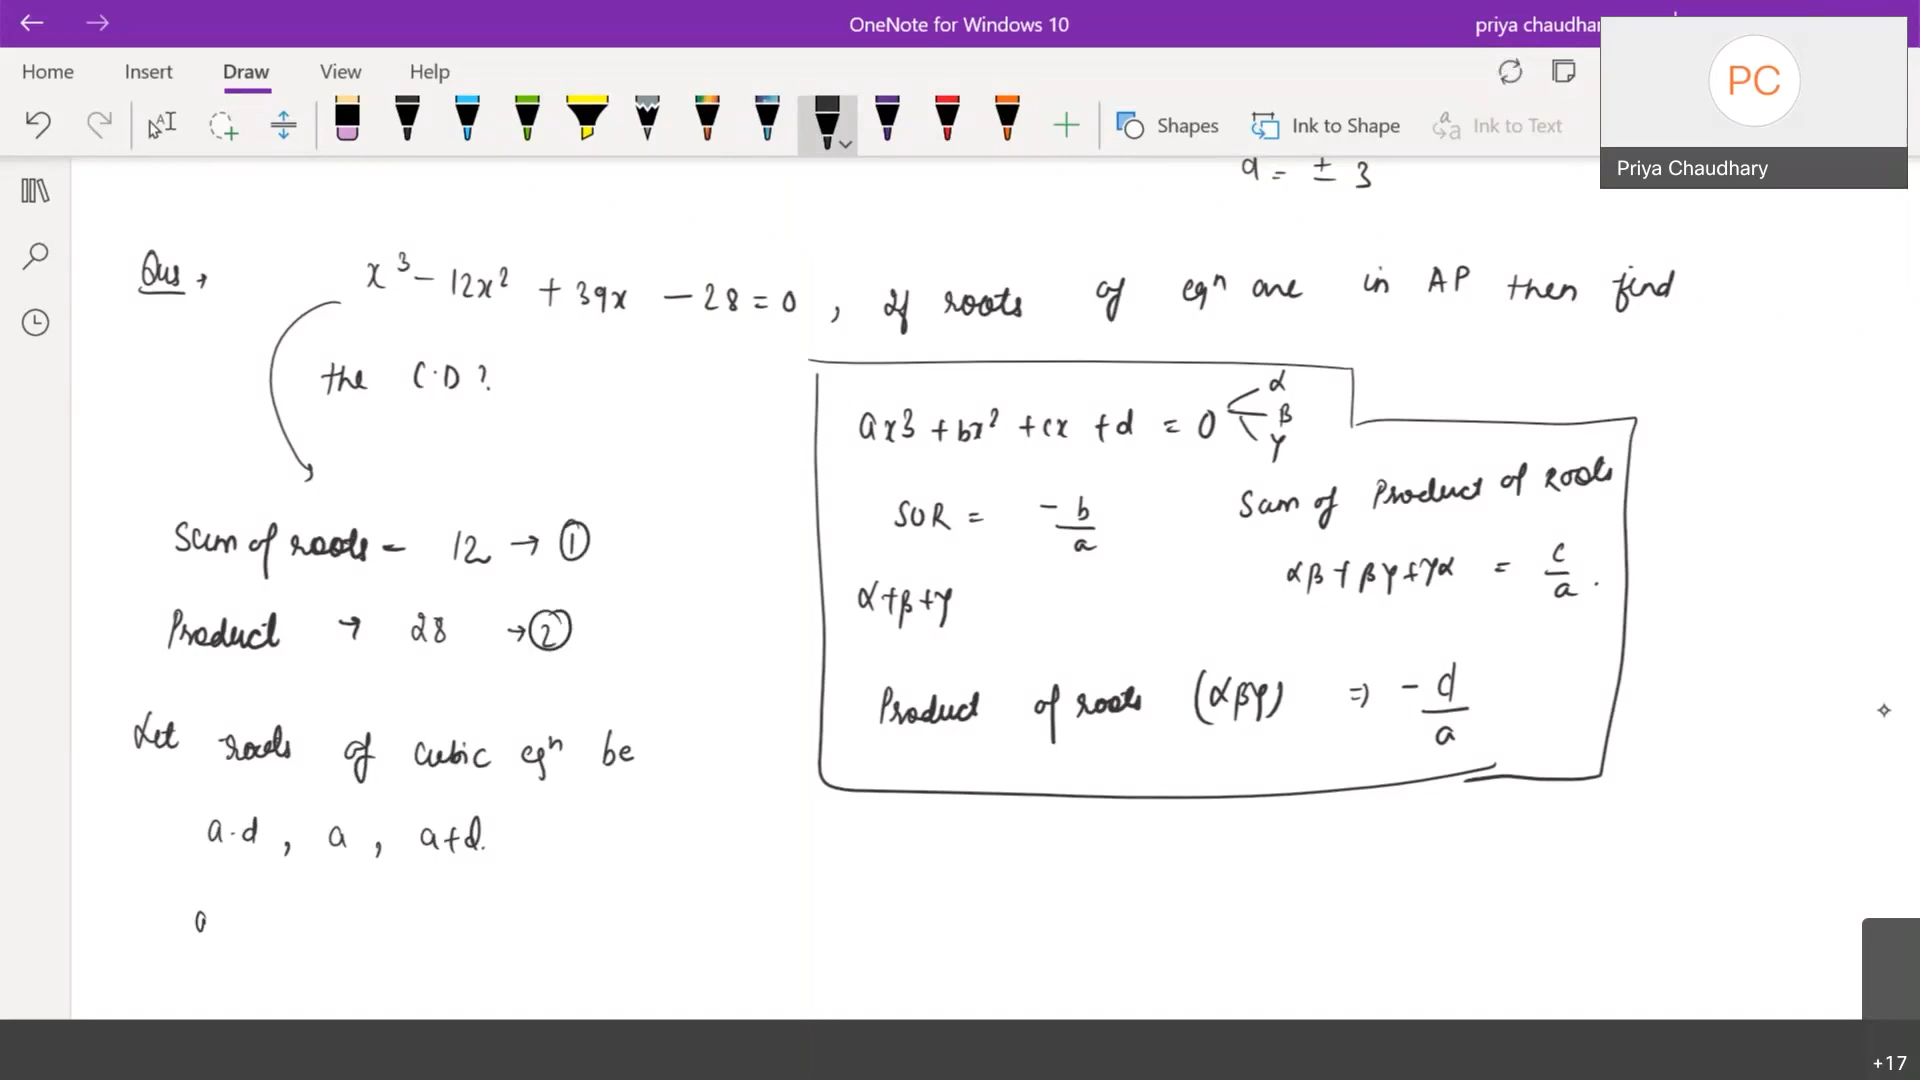 OneNote for Windows 10
priya chaudhar
PC
Priya Chaudhary
Home Insert Draw View Help
Shapes Ink to Shape Ink to Text
a = ± 3
Qus → x³ - 12x² + 39x - 28 = 0, If roots of eqⁿ are in AP then find
the C.D?
ax3 + bx² + cx + d = 0 α β γ
SOR = -b/a
Sum of Product of roots
αβ + βγ + γα = c/a.
α+β+γ
Product of roots (αβγ) ⇒ -d/a
Sum of roots = 12 → ①
Product → 28 → ②
Let roots of cubic eqⁿ be
a-d, a, a+d.
a
+17